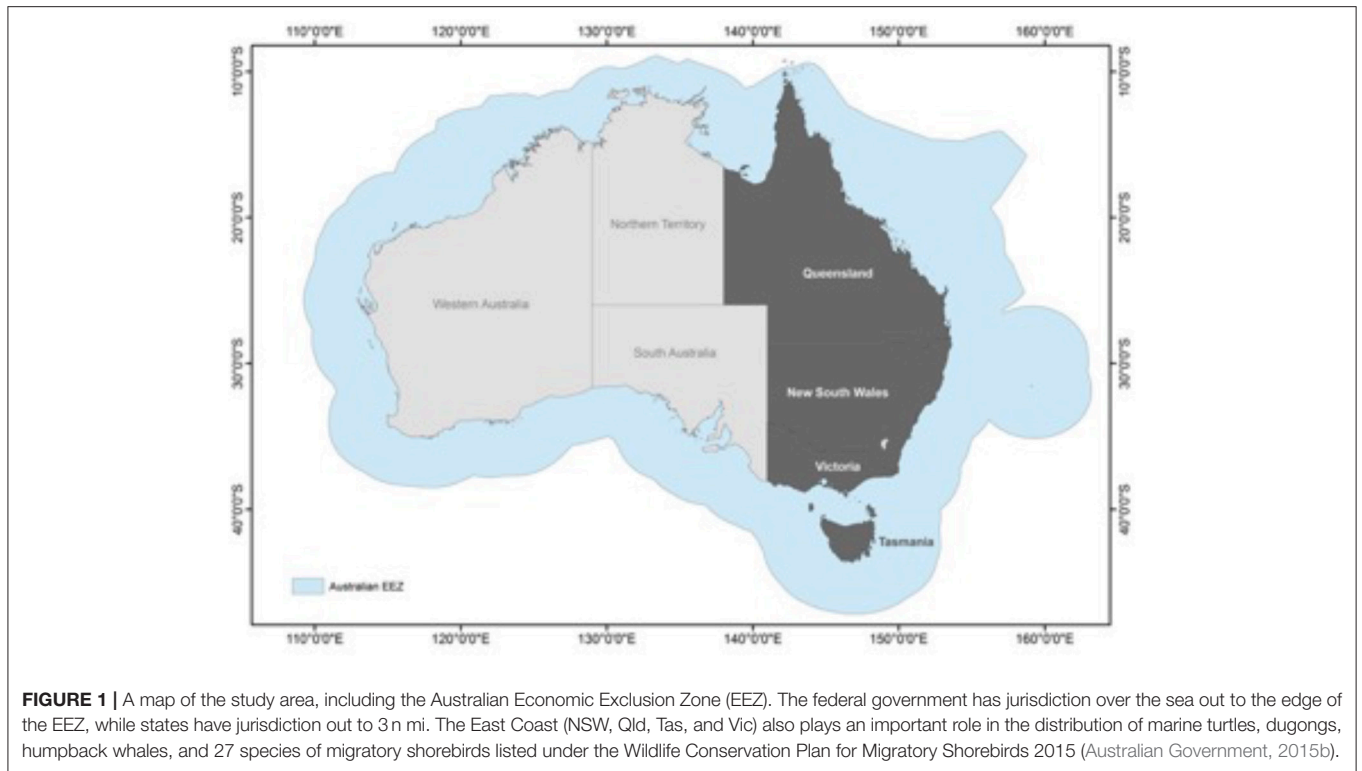 110°0'0"E 120°0'0"E 130°0'0"E 140°0'0"E 150°0'0"E 160°0'0"E
10°0'0"S 10°0'0"S
20°0'0"S 20°0'0"S
Northern Territory
Queensland
Western Australia
30°0'0"S 30°0'0"S
South Australia
New South Wales
Victoria
40°0'0"S 40°0'0"S
Tasmania
Australian EEZ
110°0'0"E 120°0'0"E 130°0'0"E 140°0'0"E 150°0'0"E 160°0'0"E
FIGURE 1 | A map of the study area, including the Australian Economic Exclusion Zone (EEZ). The federal government has jurisdiction over the sea out to the edge of
the EEZ, while states have jurisdiction out to 3 n mi. The East Coast (NSW, Qld, Tas, and Vic) also plays an important role in the distribution of marine turtles, dugongs,
humpback whales, and 27 species of migratory shorebirds listed under the Wildlife Conservation Plan for Migratory Shorebirds 2015 (Australian Government, 2015b).